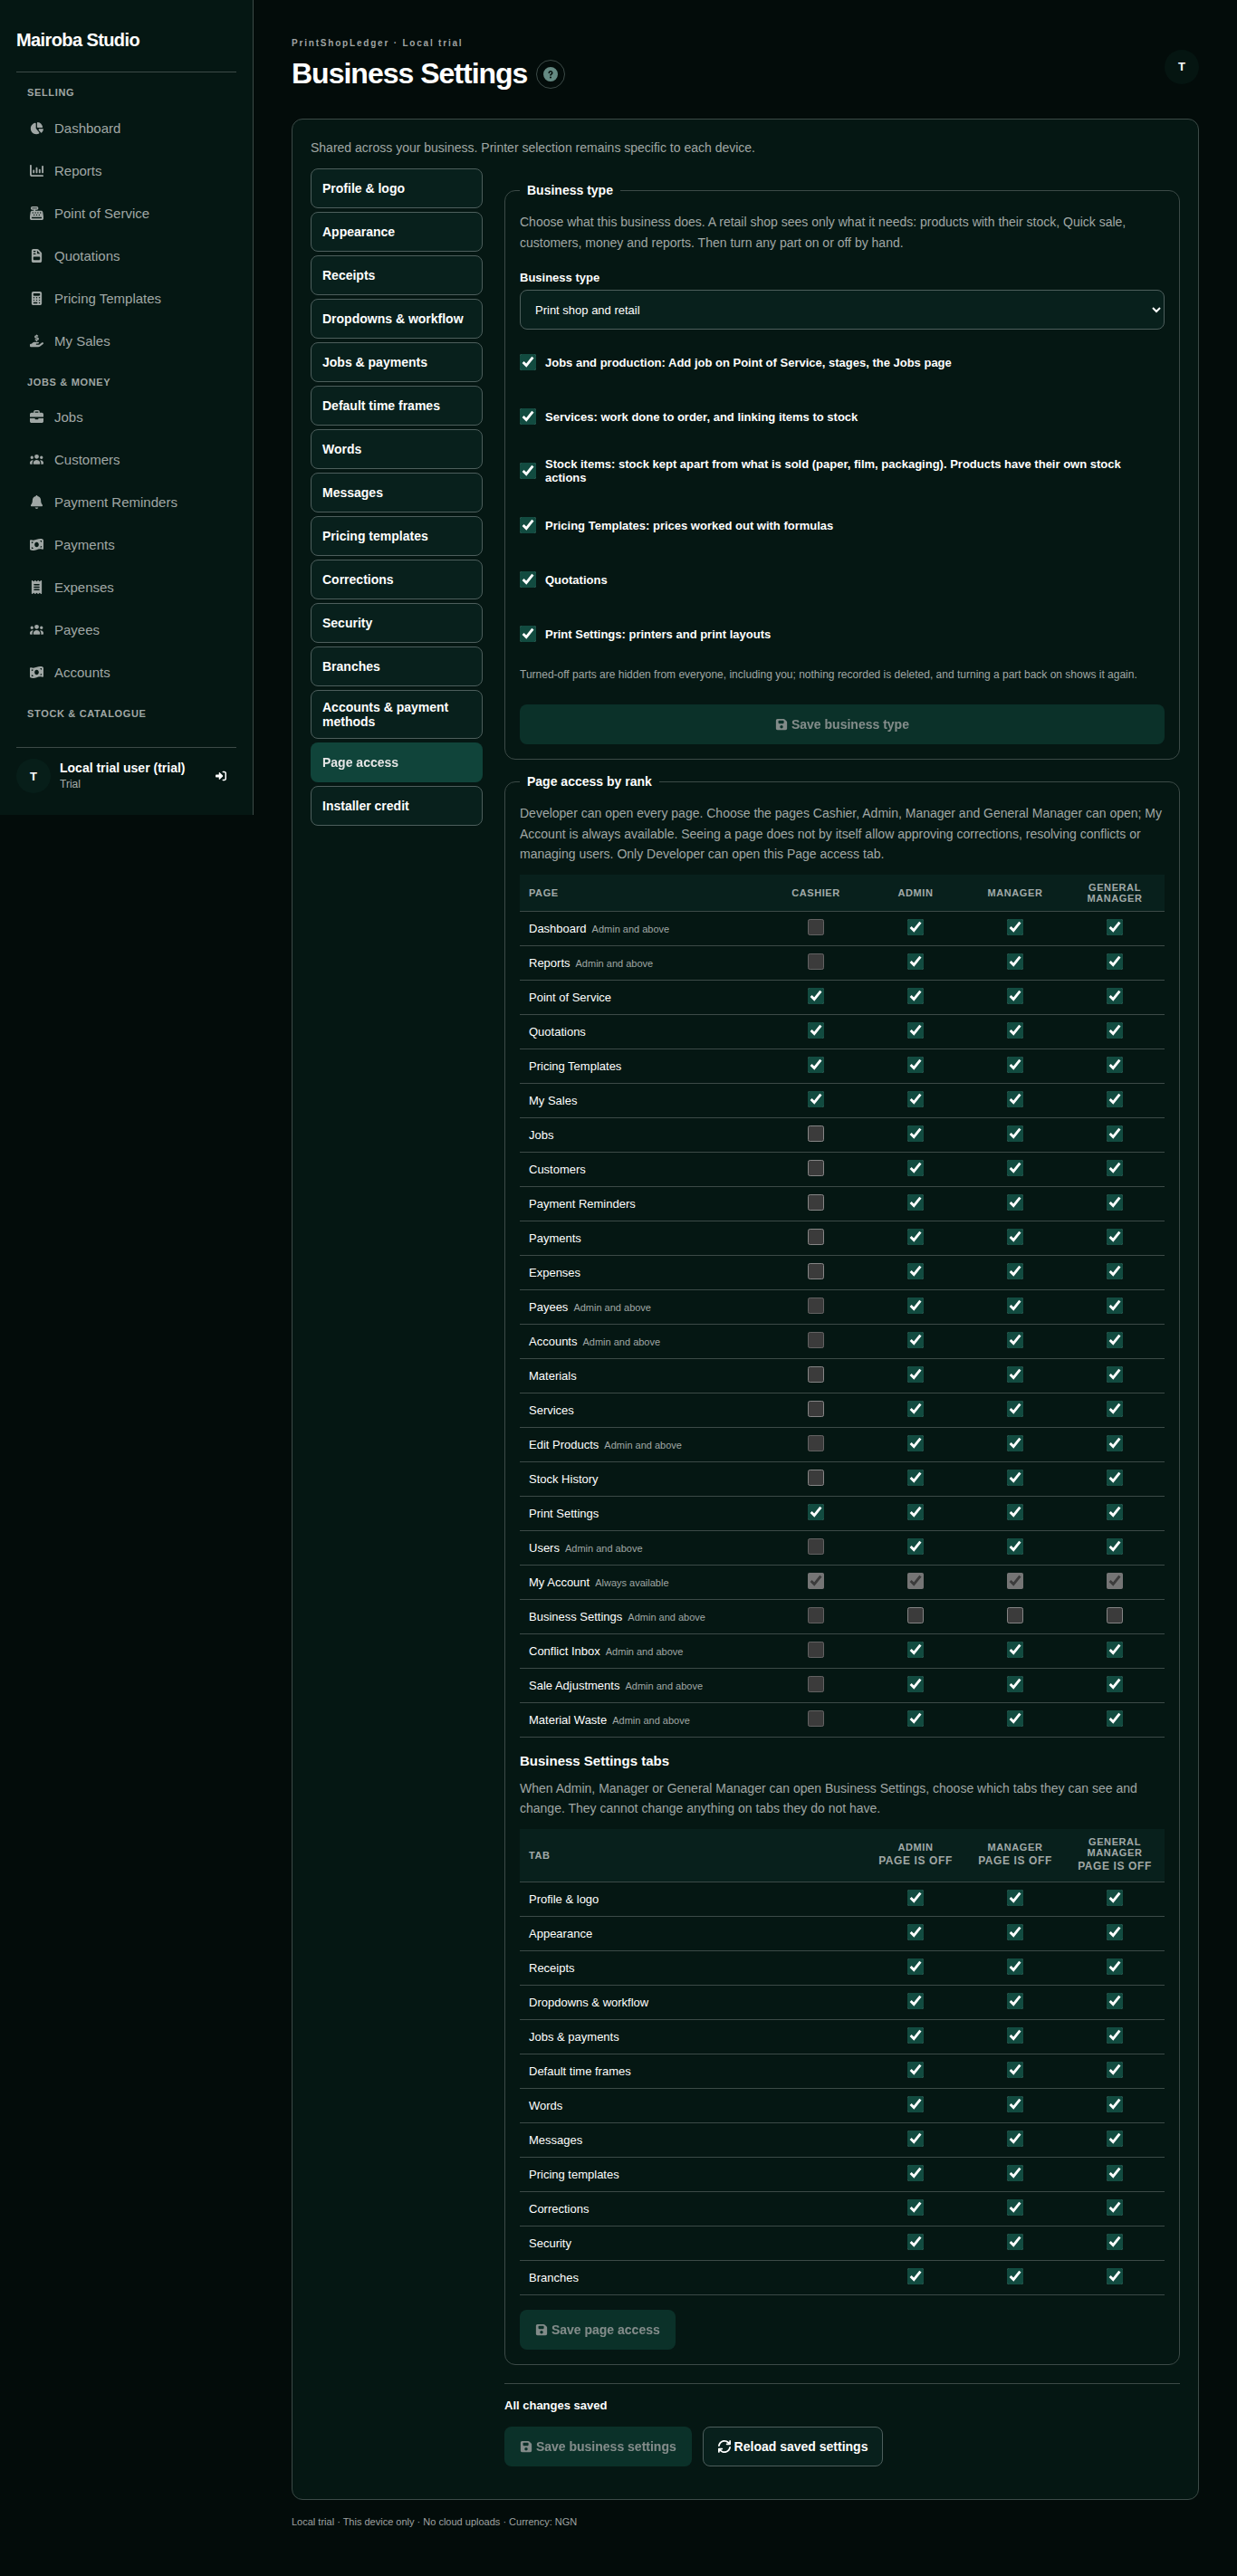 Mairoba Studio
SELLING
Dashboard
Reports
Point of Service
Quotations
Pricing Templates
My Sales
JOBS & MONEY
Jobs
Customers
Payment Reminders
Payments
Expenses
Payees
Accounts
STOCK & CATALOGUE
T
Local trial user (trial)
Trial
PrintShopLedger · Local trial
Business Settings
?
T
Shared across your business. Printer selection remains specific to each device.
Profile & logo
Appearance
Receipts
Dropdowns & workflow
Jobs & payments
Default time frames
Words
Messages
Pricing templates
Corrections
Security
Branches
Accounts & payment
methods
Page access
Installer credit
Business type
Choose what this business does. A retail shop sees only what it needs: products with their stock, Quick sale,
customers, money and reports. Then turn any part on or off by hand.
Business type
Print shop and retail
Jobs and production: Add job on Point of Service, stages, the Jobs page
Services: work done to order, and linking items to stock
Stock items: stock kept apart from what is sold (paper, film, packaging). Products have their own stock
actions
Pricing Templates: prices worked out with formulas
Quotations
Print Settings: printers and print layouts
Turned-off parts are hidden from everyone, including you; nothing recorded is deleted, and turning a part back on shows it again.
Save business type
Page access by rank
Developer can open every page. Choose the pages Cashier, Admin, Manager and General Manager can open; My
Account is always available. Seeing a page does not by itself allow approving corrections, resolving conflicts or
managing users. Only Developer can open this Page access tab.
PAGE CASHIER ADMIN MANAGER GENERAL MANAGER
Dashboard Admin and above
Reports Admin and above
Point of Service
Quotations
Pricing Templates
My Sales
Jobs
Customers
Payment Reminders
Payments
Expenses
Payees Admin and above
Accounts Admin and above
Materials
Services
Edit Products Admin and above
Stock History
Print Settings
Users Admin and above
My Account Always available
Business Settings Admin and above
Conflict Inbox Admin and above
Sale Adjustments Admin and above
Material Waste Admin and above
Business Settings tabs
When Admin, Manager or General Manager can open Business Settings, choose which tabs they can see and
change. They cannot change anything on tabs they do not have.
TAB ADMIN PAGE IS OFF MANAGER PAGE IS OFF GENERAL MANAGER PAGE IS OFF
Profile & logo
Appearance
Receipts
Dropdowns & workflow
Jobs & payments
Default time frames
Words
Messages
Pricing templates
Corrections
Security
Branches
Save page access
All changes saved
Save business settings
Reload saved settings
Local trial · This device only · No cloud uploads · Currency: NGN